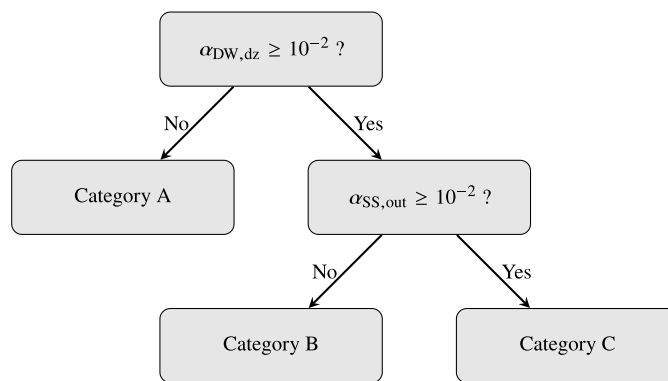 α_DW,dz ≥ 10⁻² ?
No
Yes
Category A
α_SS,out ≥ 10⁻² ?
No
Yes
Category B
Category C